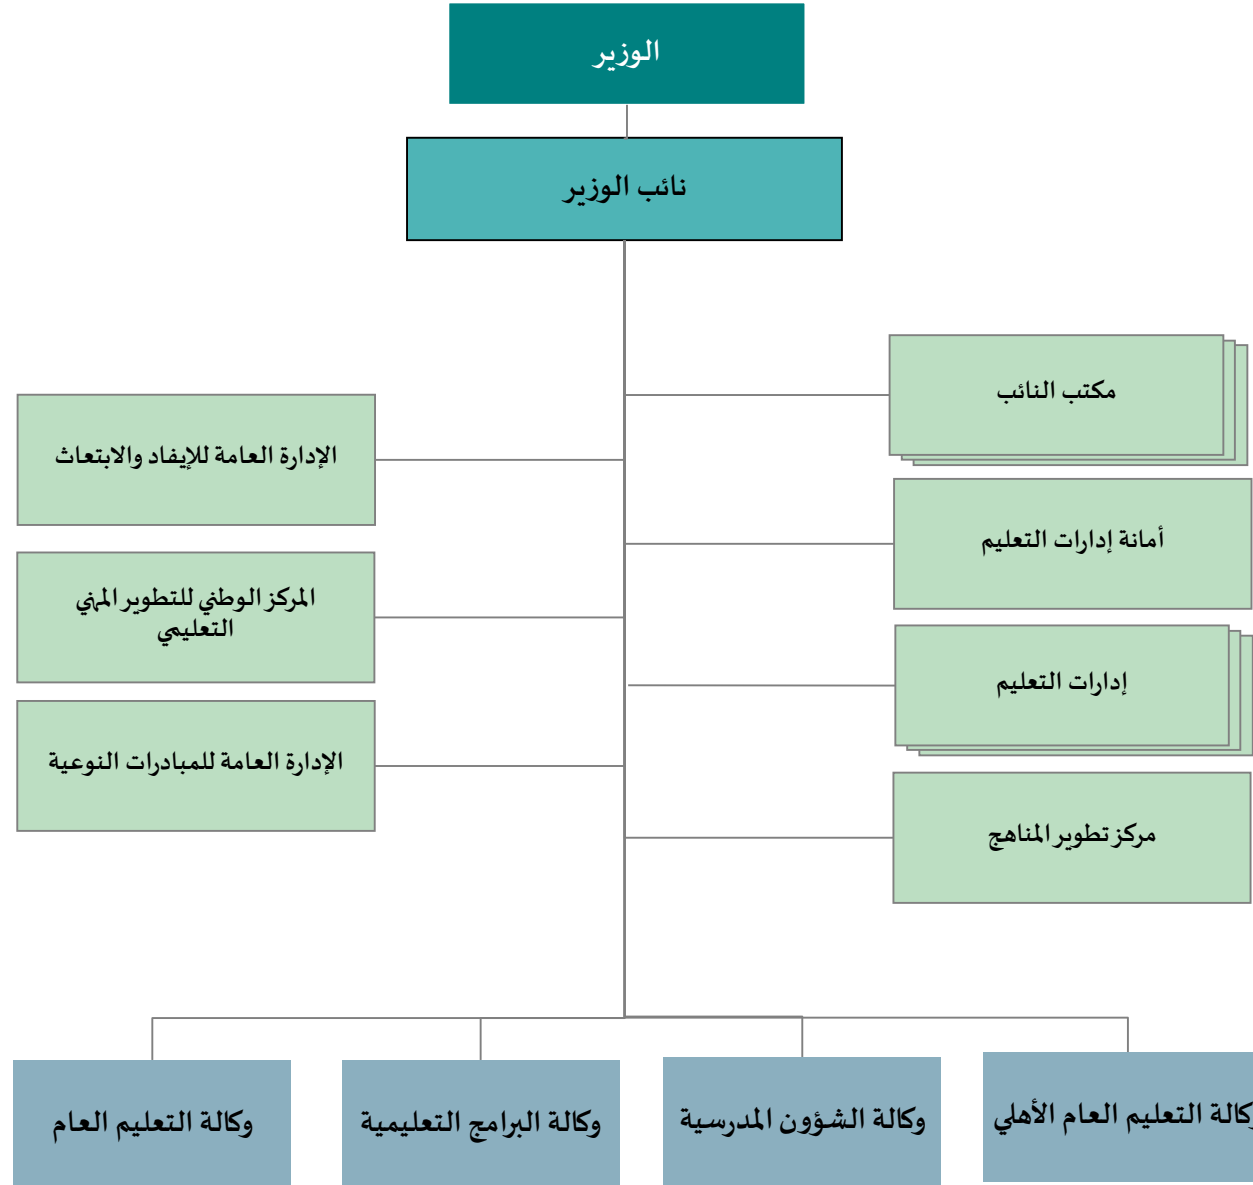 الوزير
نائب الوزير
مكتب النائب
الإدارة العامة للإيفاد والابتعاث
أمانة إدارات التعليم
المركز الوطني للتطوير المهني
التعليمي
إدارات التعليم
الإدارة العامة للمبادرات النوعية
مركز تطوير المناهج
وكالة التعليم العام الأهلي
وكالة الشؤون المدرسية
وكالة البرامج التعليمية
وكالة التعليم العام